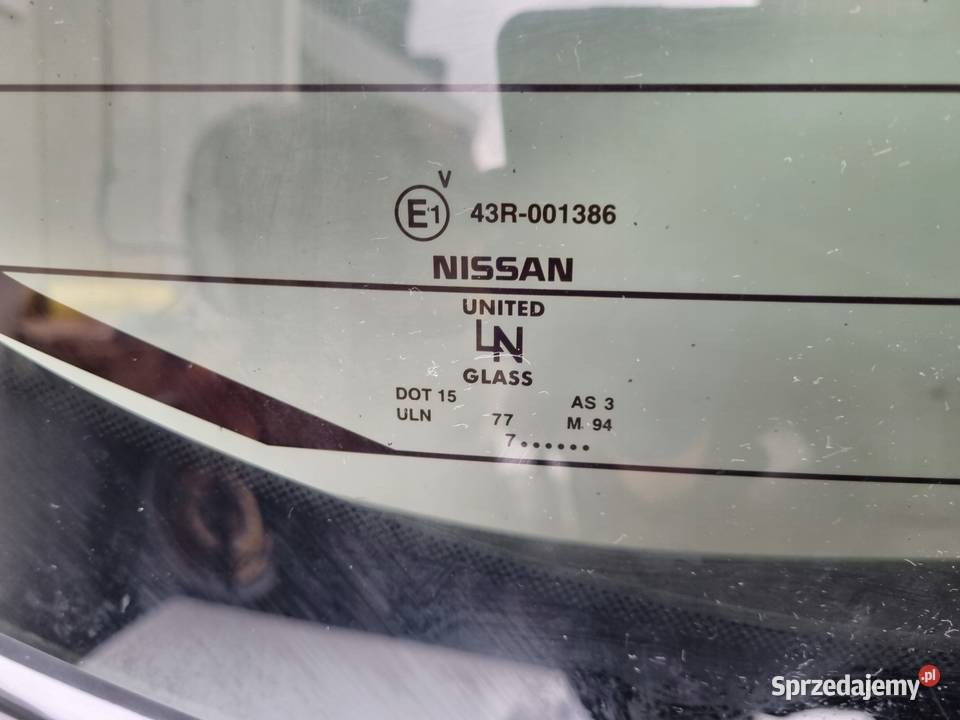 V
E1 43R-001386
NISSAN
UNITED
LN
GLASS
DOT 15 AS 3
ULN 77 M 94
7......
Sprzedajemy.pl